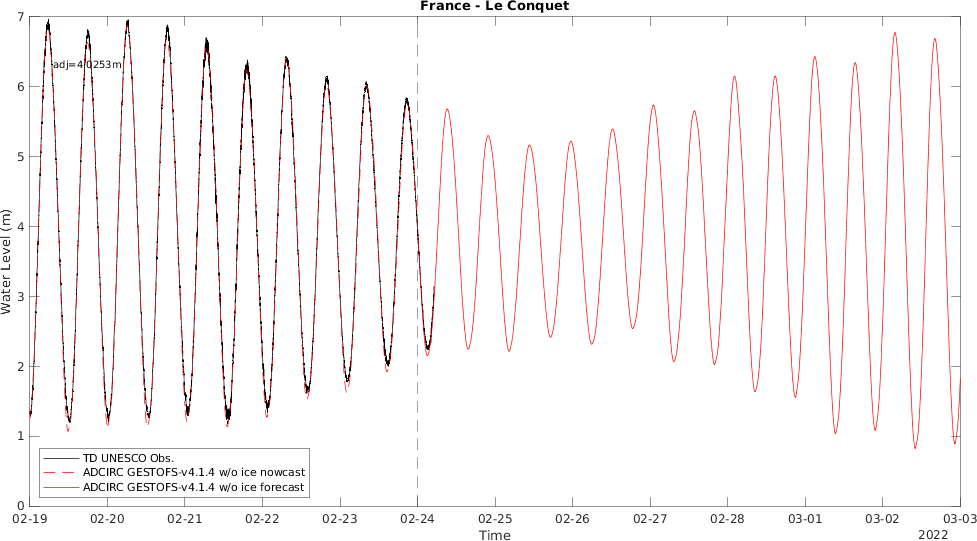 France - Le Conquet
7
adj=4.0253m
6
5
4
3
2
1
0
Water Level (m)
TD UNESCO Obs.
ADCIRC GESTOFS-v4.1.4 w/o ice nowcast
ADCIRC GESTOFS-v4.1.4 w/o ice forecast
02-19 02-20 02-21 02-22 02-23 02-24 02-25 02-26 02-27 02-28 03-01 03-02 03-03
Time
2022